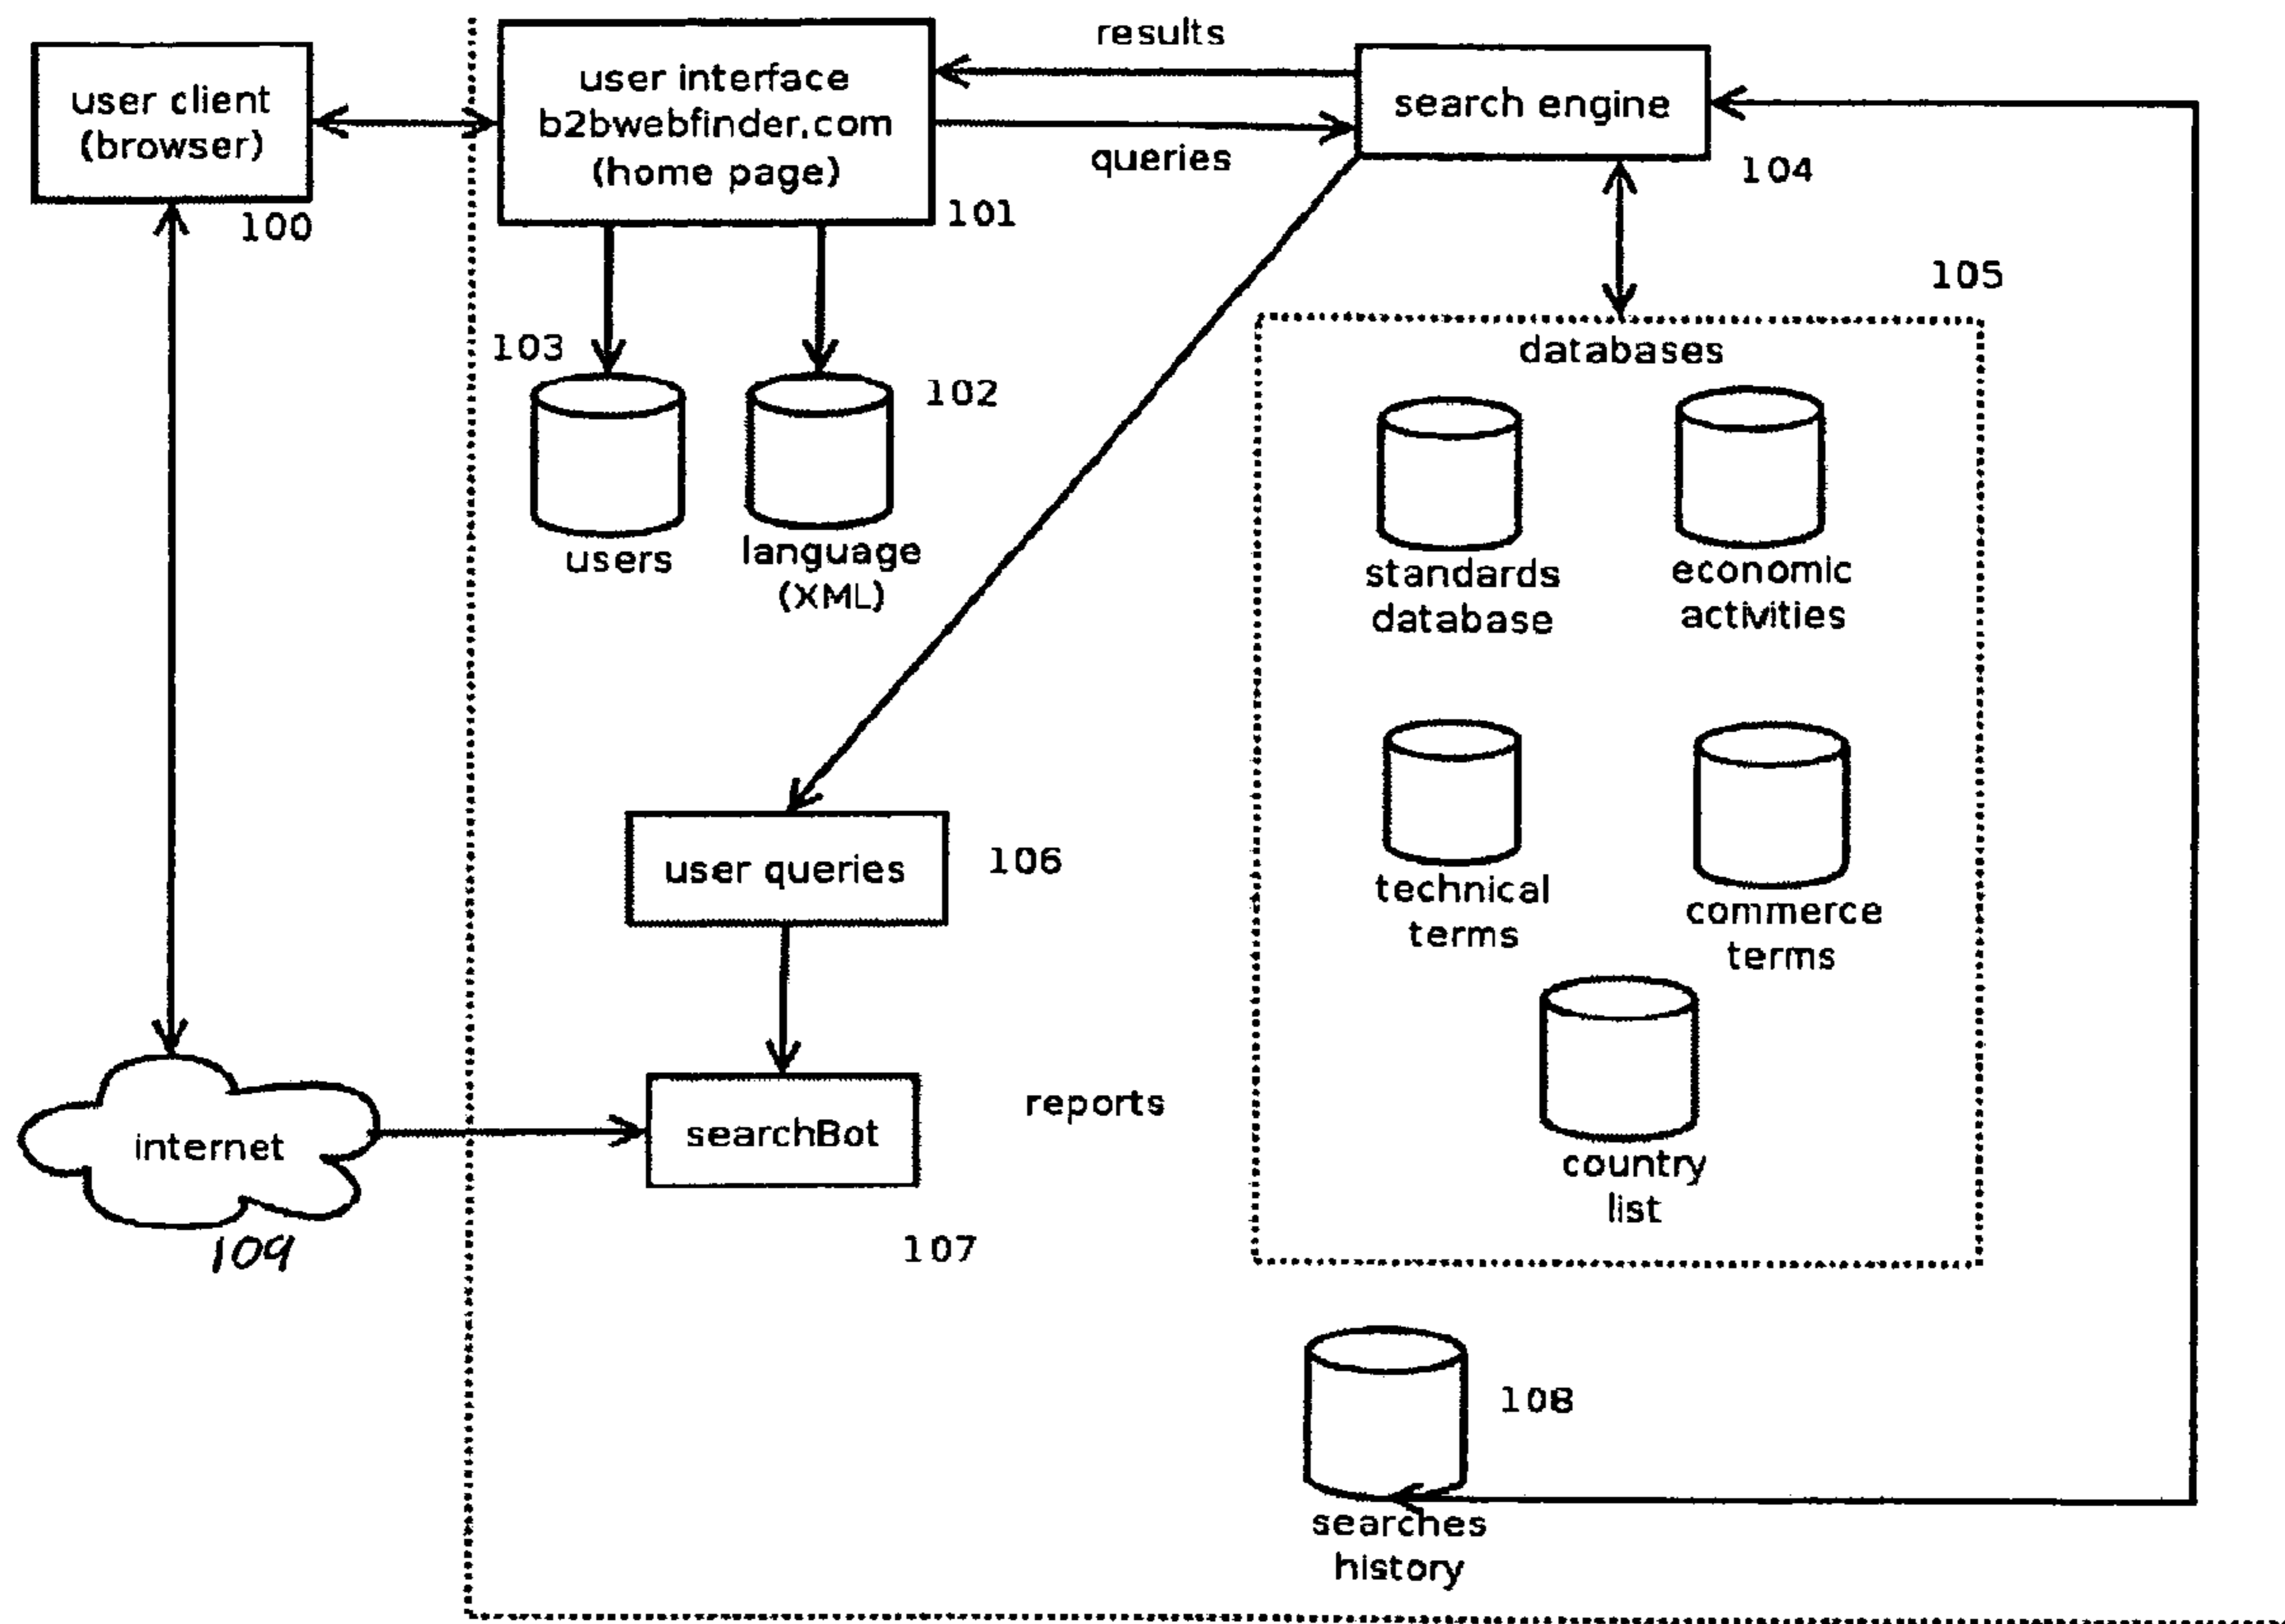 results
user client
(browser)
100
user interface
b2bwebfinder.com
(home page)
101
queries
search engine
104
105
103
users
102
language
(XML)
databases
standards
database
economic
activities
technical
terms
commerce
terms
country
list
user queries
106
searchBot
107
reports
internet
109
108
searches
history